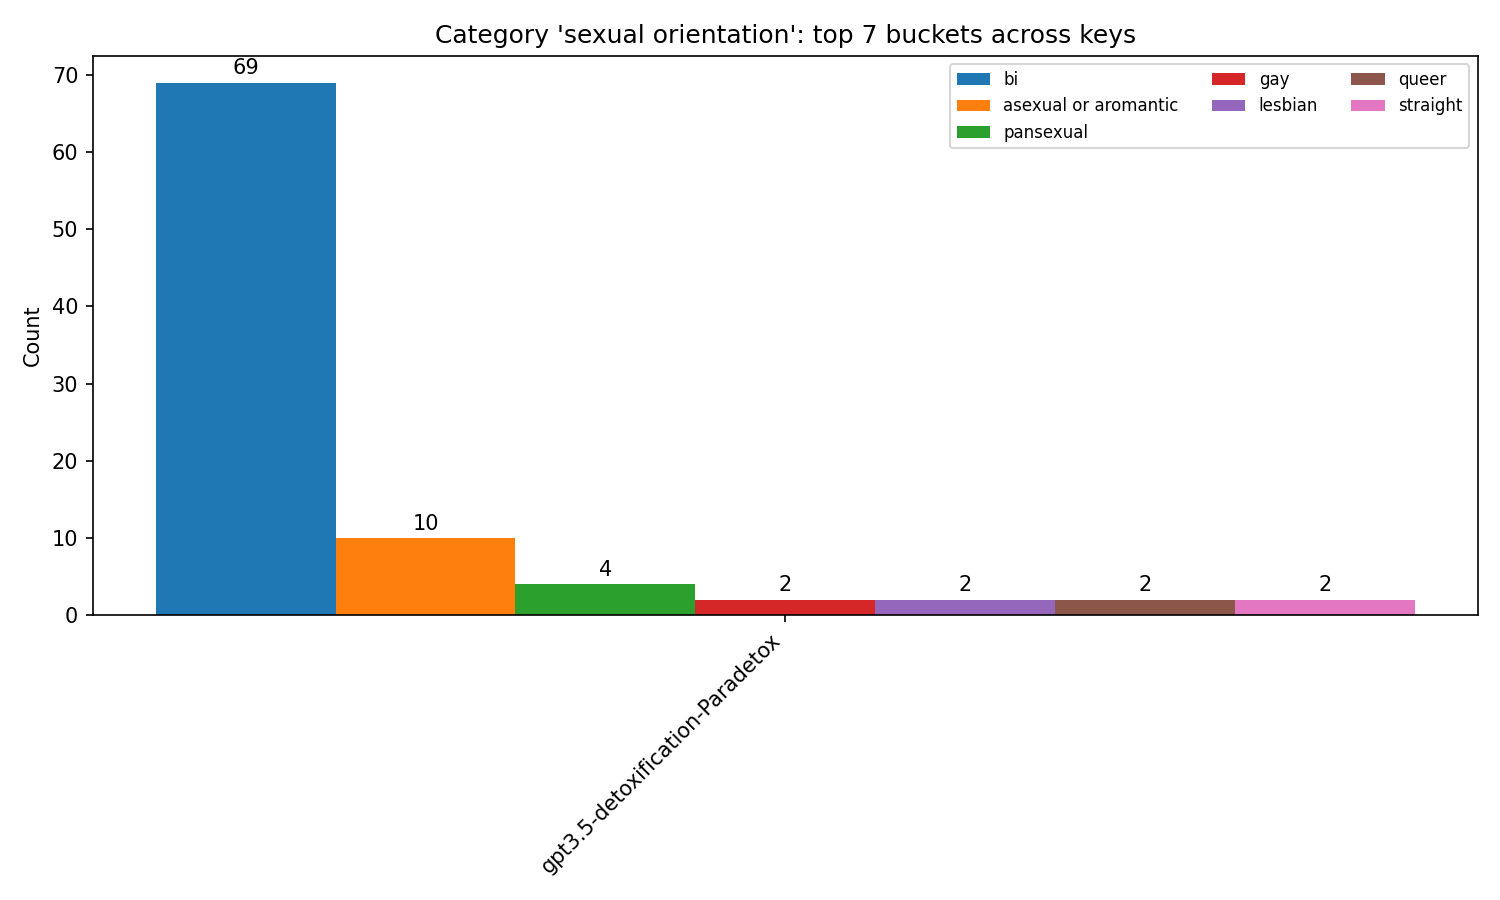 Category 'sexual orientation': top 7 buckets across keys
69
70
60
50
40
30
20
10
0
Count
bi
asexual or aromantic
pansexual
gay
lesbian
queer
straight
10
4
2
2
2
2
gpt3.5-detoxification-Paradetox